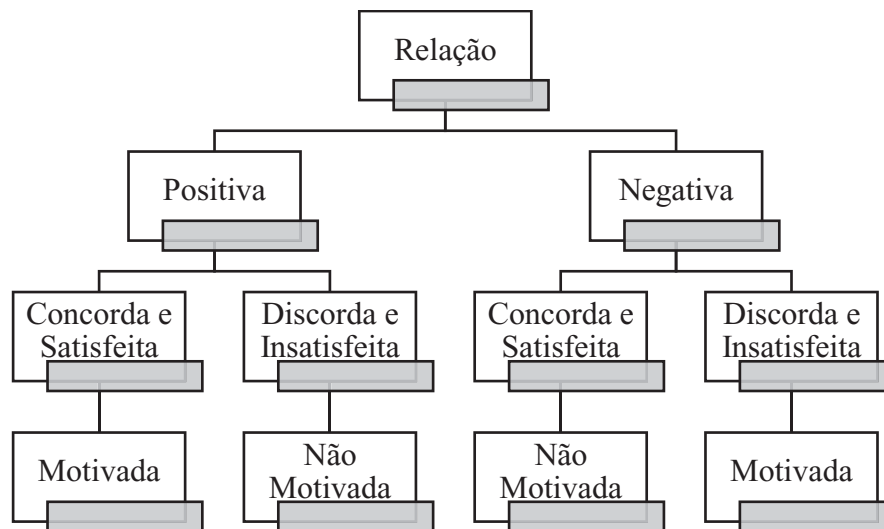 Relação
Positiva
Negativa
Concorda e
Satisfeita
Discorda e
Insatisfeita
Concorda e
Satisfeita
Discorda e
Insatisfeita
Motivada
Não
Motivada
Não
Motivada
Motivada